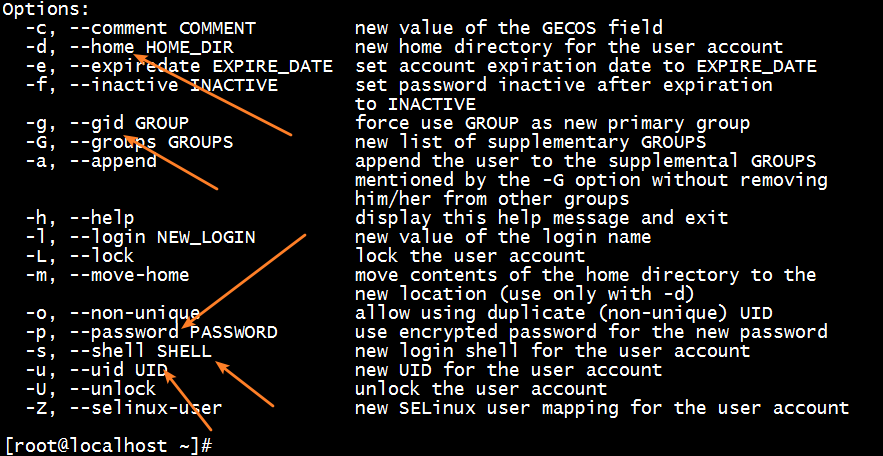 Options:
  -c, --comment COMMENT         new value of the GECOS field
  -d, --home HOME_DIR           new home directory for the user account
  -e, --expiredate EXPIRE_DATE  set account expiration date to EXPIRE_DATE
  -f, --inactive INACTIVE       set password inactive after expiration
                                to INACTIVE
  -g, --gid GROUP               force use GROUP as new primary group
  -G, --groups GROUPS           new list of supplementary GROUPS
  -a, --append                  append the user to the supplemental GROUPS
                                mentioned by the -G option without removing
                                him/her from other groups
  -h, --help                    display this help message and exit
  -l, --login NEW_LOGIN         new value of the login name
  -L, --lock                    lock the user account
  -m, --move-home               move contents of the home directory to the
                                new location (use only with -d)
  -o, --non-unique              allow using duplicate (non-unique) UID
  -p, --password PASSWORD       use encrypted password for the new password
  -s, --shell SHELL             new login shell for the user account
  -u, --uid UID                 new UID for the user account
  -U, --unlock                  unlock the user account
  -Z, --selinux-user            new SELinux user mapping for the user account
[root@localhost ~]#